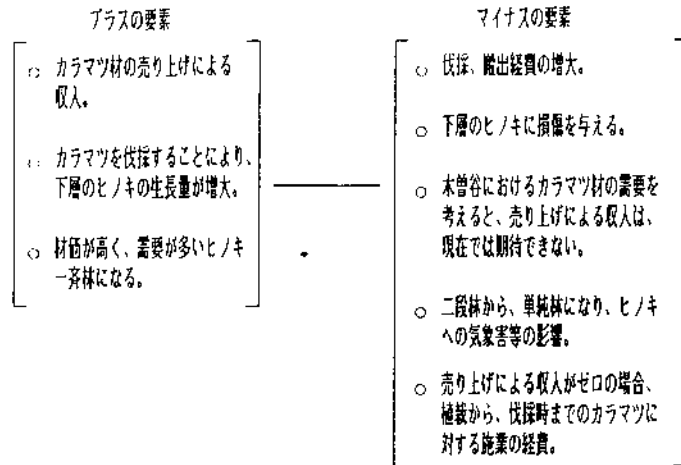 プラスの要素
○ カラマツ材の売り上げによる
収入。
○ カラマツを伐採することにより、
下層のヒノキの生長量が増大。
○ 材価が高く、需要が多いヒノキ
一斉林になる。
マイナスの要素
○ 伐採、搬出経費の増大。
○ 下層のヒノキに損傷を与える。
○ 木曽谷におけるカラマツ材の需要を
考えると、売り上げによる収入は、
現在では期待できない。
○ 二段林から、単純林になり、ヒノキ
への気象害等の影響。
○ 売り上げによる収入がゼロの場合、
植栽から、伐採時までのカラマツに
対する施業の経費。